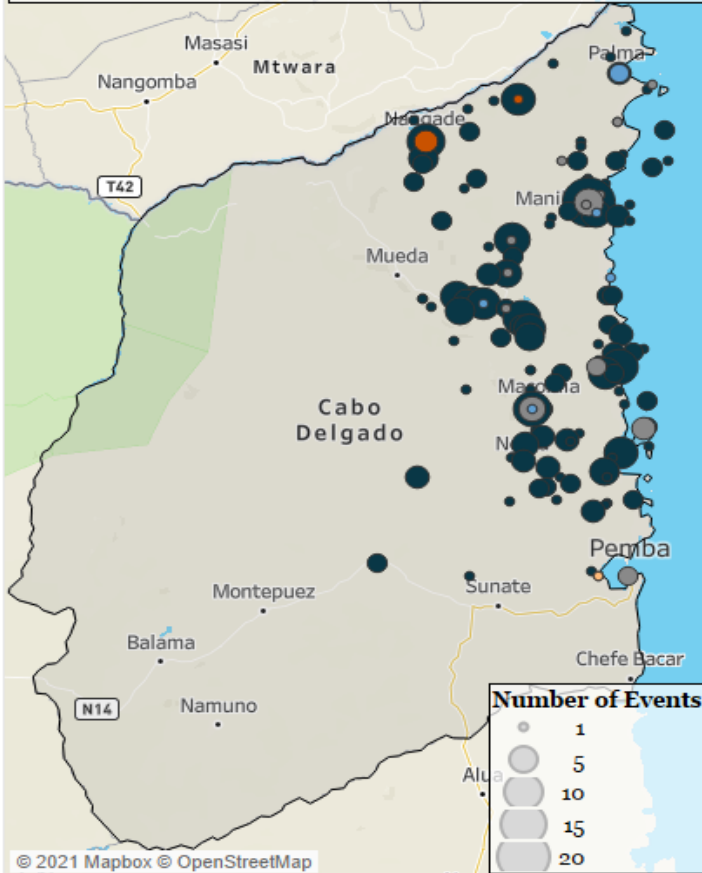 Masasi
Mtwara
Palma
Nangomba
Nangade
T42
Mueda
Cabo
Delgado
Pemba
Montepuez
Sunate
Balama
Chefe Bacar
N14
Namuno
Number of Events
1
5
10
15
20
© 2021 Mapbox © OpenStreetMap